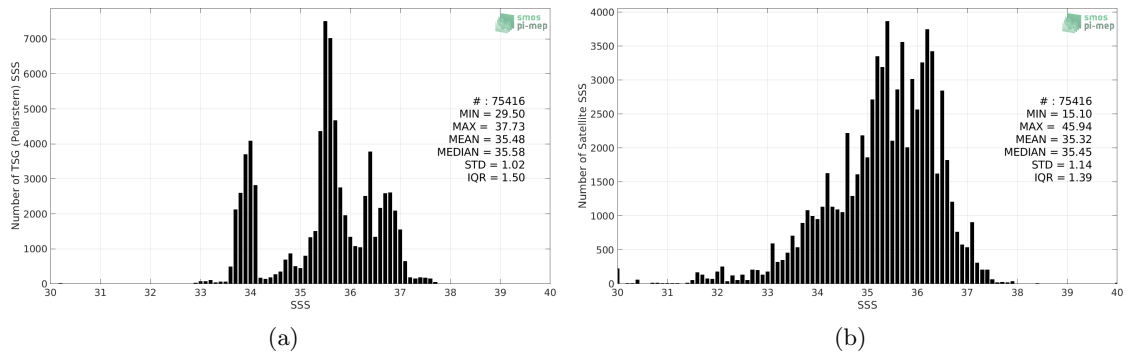 smos
pi-mep
Number of TSG (Polarstern) SSS
7000
6000
5000
4000
3000
2000
1000
0
# : 75416
MIN = 29.50
MAX = 37.73
MEAN = 35.48
MEDIAN = 35.58
STD = 1.02
IQR = 1.50
30 31 32 33 34 35 36 37 38 39 40
SSS
(a)
smos
pi-mep
Number of Satellite SSS
4000
3500
3000
2500
2000
1500
1000
500
0
# : 75416
MIN = 15.10
MAX = 45.94
MEAN = 35.32
MEDIAN = 35.45
STD = 1.14
IQR = 1.39
30 31 32 33 34 35 36 37 38 39 40
SSS
(b)